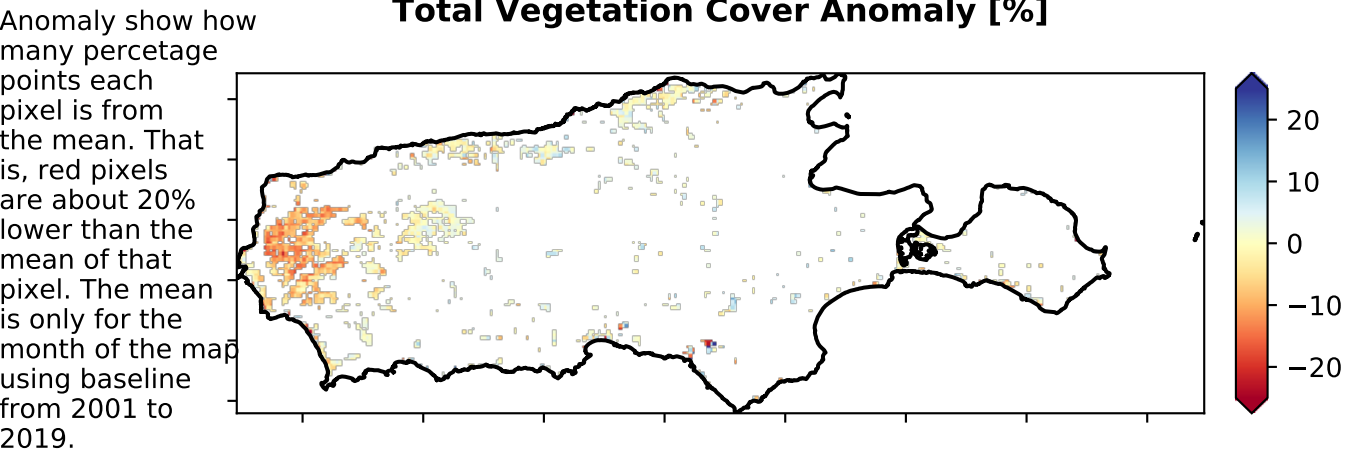 Total Vegetation Cover Anomaly [%]
Anomaly show how
many percetage
points each
pixel is from
the mean. That
is, red pixels
are about 20%
lower than the
mean of that
pixel. The mean
is only for the
month of the map
using baseline
from 2001 to
2019.
20
10
0
−10
−20